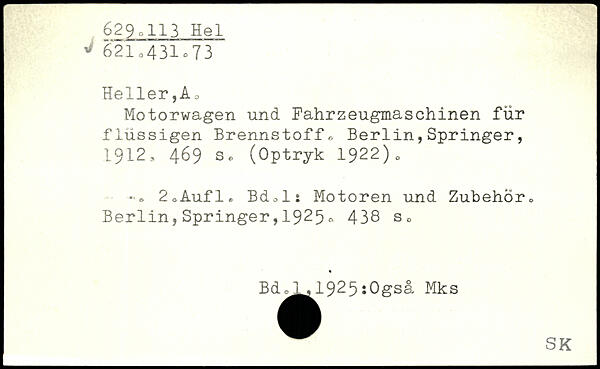 629.113 Hel
621.431.73
Heller,A.
Motorwagen und Fahrzeugmaschinen für
flüssigen Brennstoff. Berlin,Springer,
1912. 469 s. (Optryk 1922).
- -. 2.Aufl. Bd.1: Motoren und Zubehör.
Berlin,Springer,1925. 438 s.
Bd.1,1925:Også Mks
SK